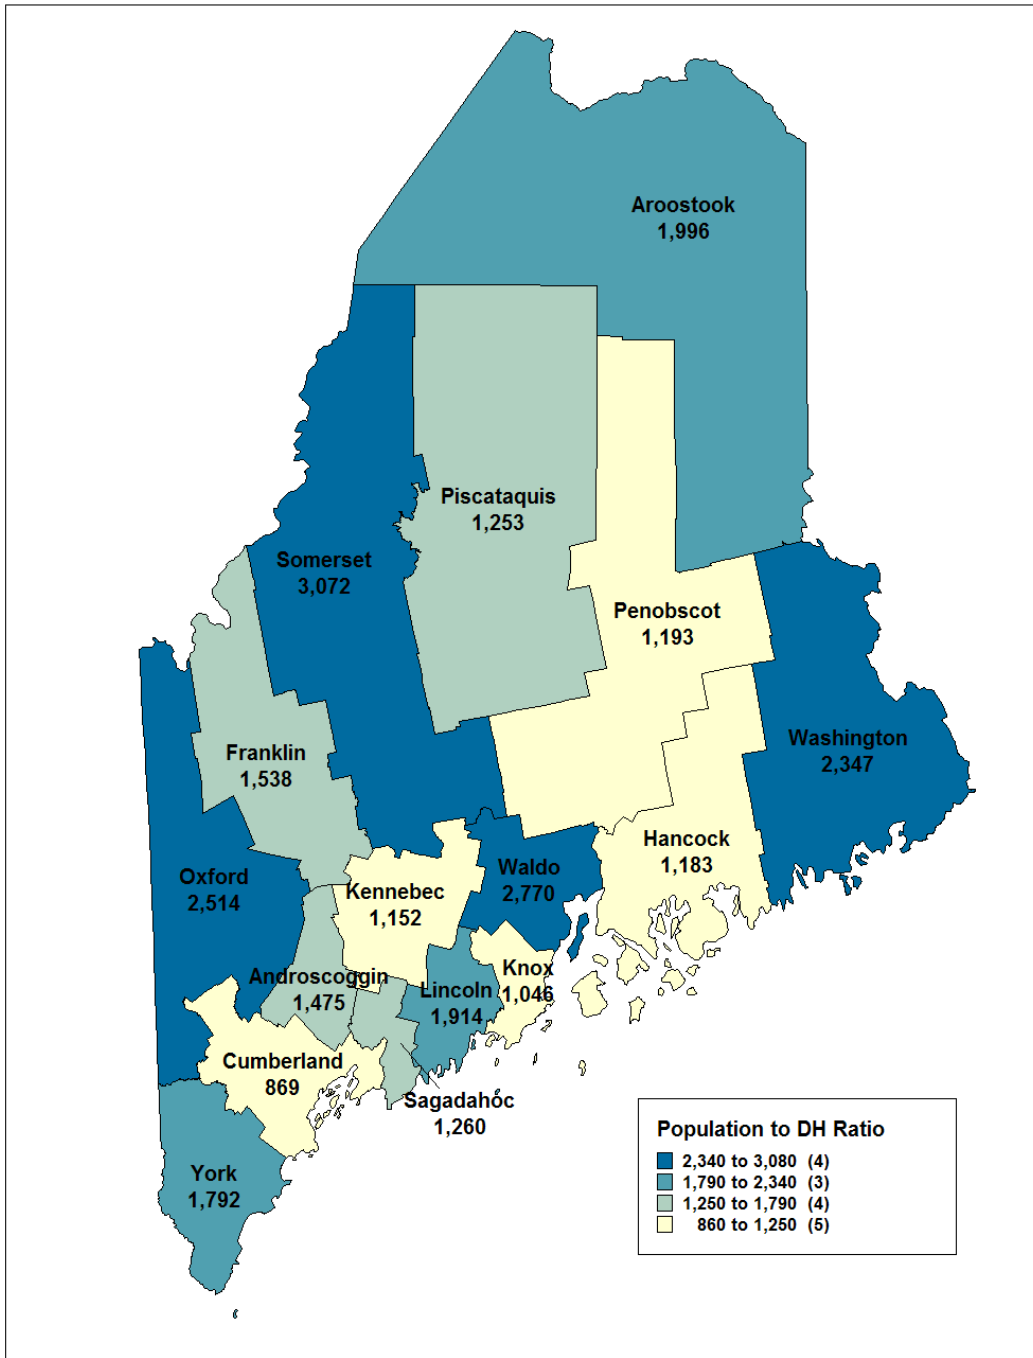 Aroostook
1,996
Piscataquis
1,253
Somerset
3,072
Penobscot
1,193
Franklin
1,538
Washington
2,347
Hancock
1,183
Oxford
2,514
Waldo
2,770
Kennebec
1,152
Androscoggin
1,475
Lincoln
1,914
Knox
1,046
Cumberland
869
Sagadahoc
1,260
York
1,792
Population to DH Ratio
2,340 to 3,080 (4)
1,790 to 2,340 (3)
1,250 to 1,790 (4)
860 to 1,250 (5)